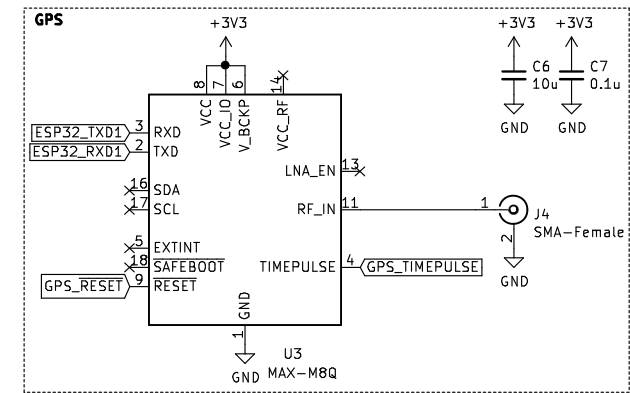 GPS
+3V3
+3V3 +3V3
C6
10u
C7
0.1u
GND GND
8 7 6 14
VCC VCC_IO V_BCKP VCC_RF
ESP32_TXD1 3 RXD
ESP32_RXD1 2 TXD
LNA_EN 13
16 SDA
17 SCL
RF_IN 11
1
J4
SMA-Female
2
GND
5 EXTINT
18 SAFEBOOT
TIMEPULSE 4 GPS_TIMEPULSE
GPS_RESET 9 RESET
GND
1
GND
U3
MAX-M8Q